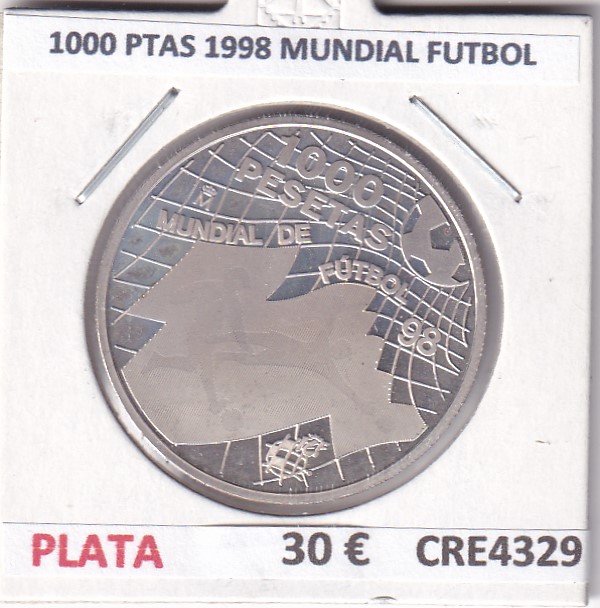 1000 PTAS 1998 MUNDIAL FUTBOL
1000
PESETAS
M
MUNDIAL DE
FÚTBOL
98
PLATA 30 € CRE4329